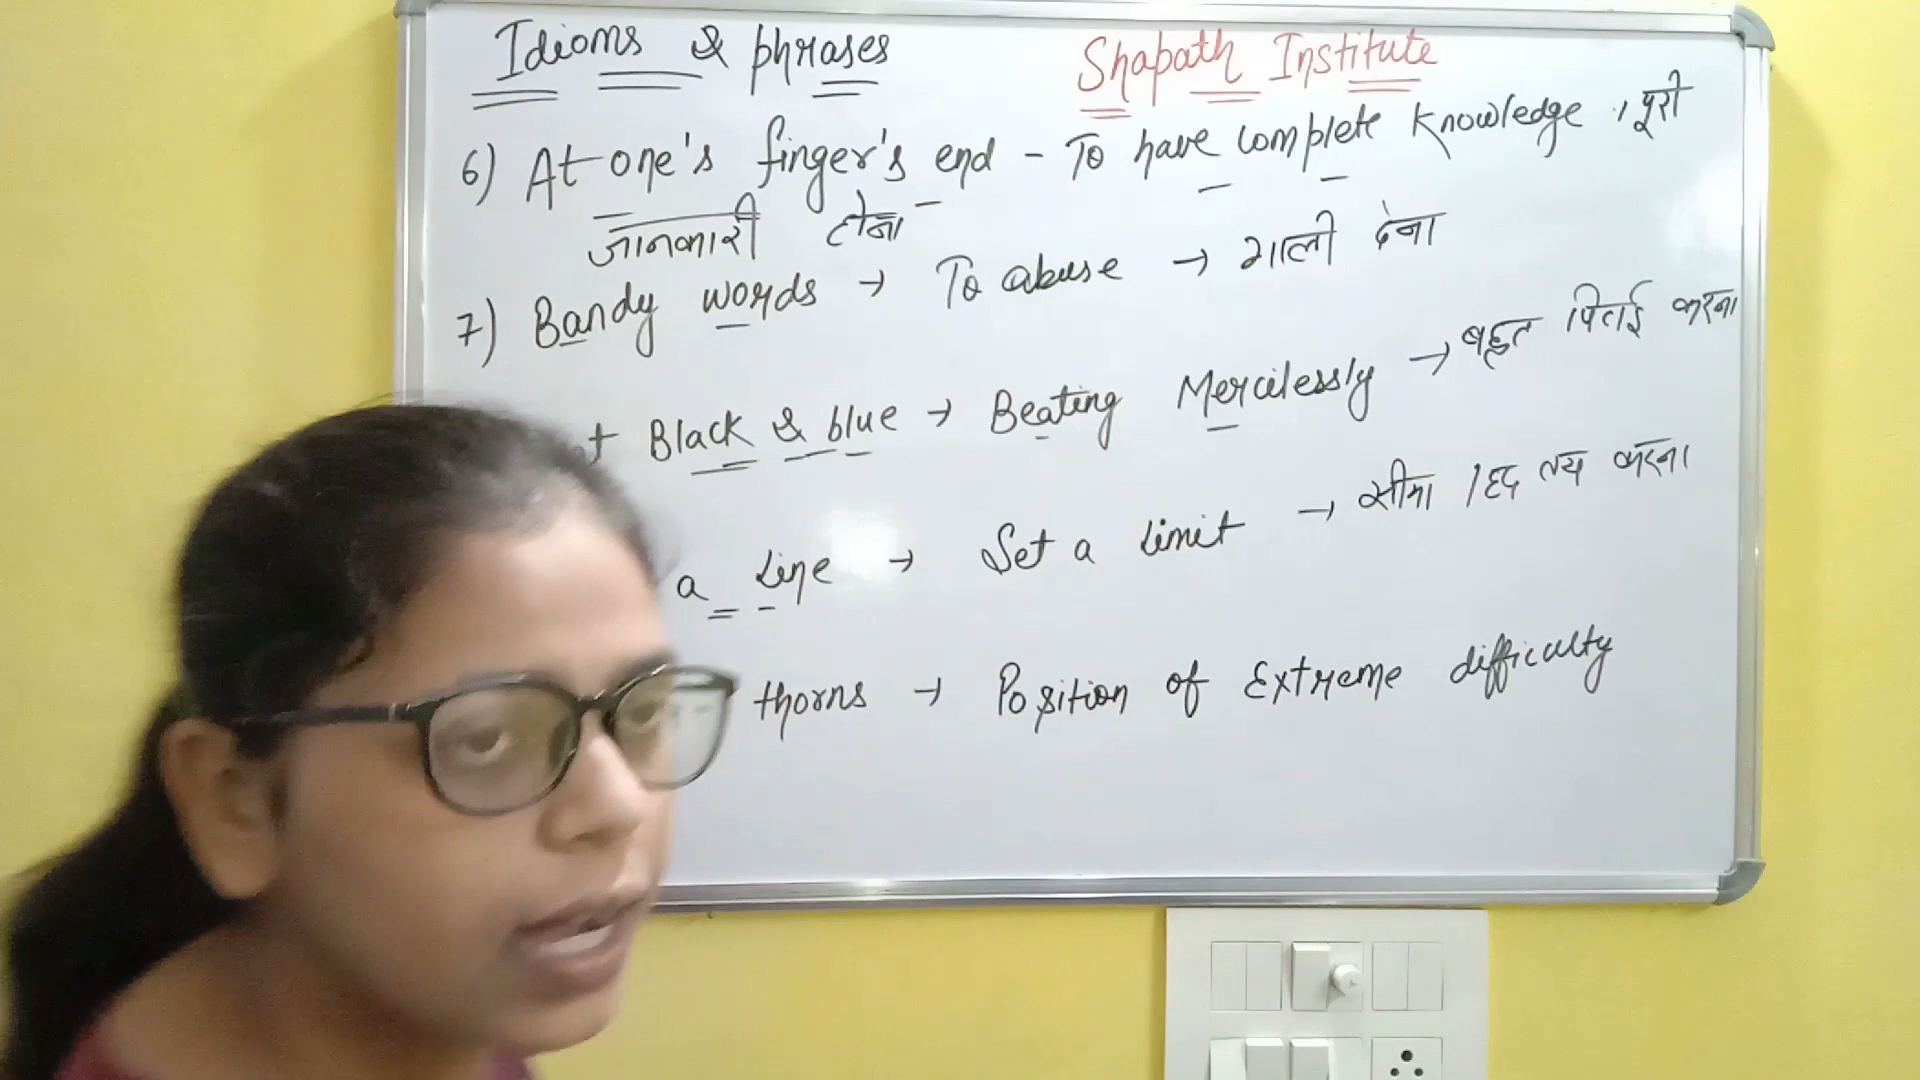 Idioms & phrases
Shapath Institute
6) At one's finger's end - To have complete Knowledge , पूरी
जानकारी होना
7) Bandy words → To abuse → गाली देना
Black & blue → Beating Mercilessly → बहुत पिटाई करना
a Line → Set a Limit → सीमा / हद तय करना
thorns → Position of Extreme difficulty